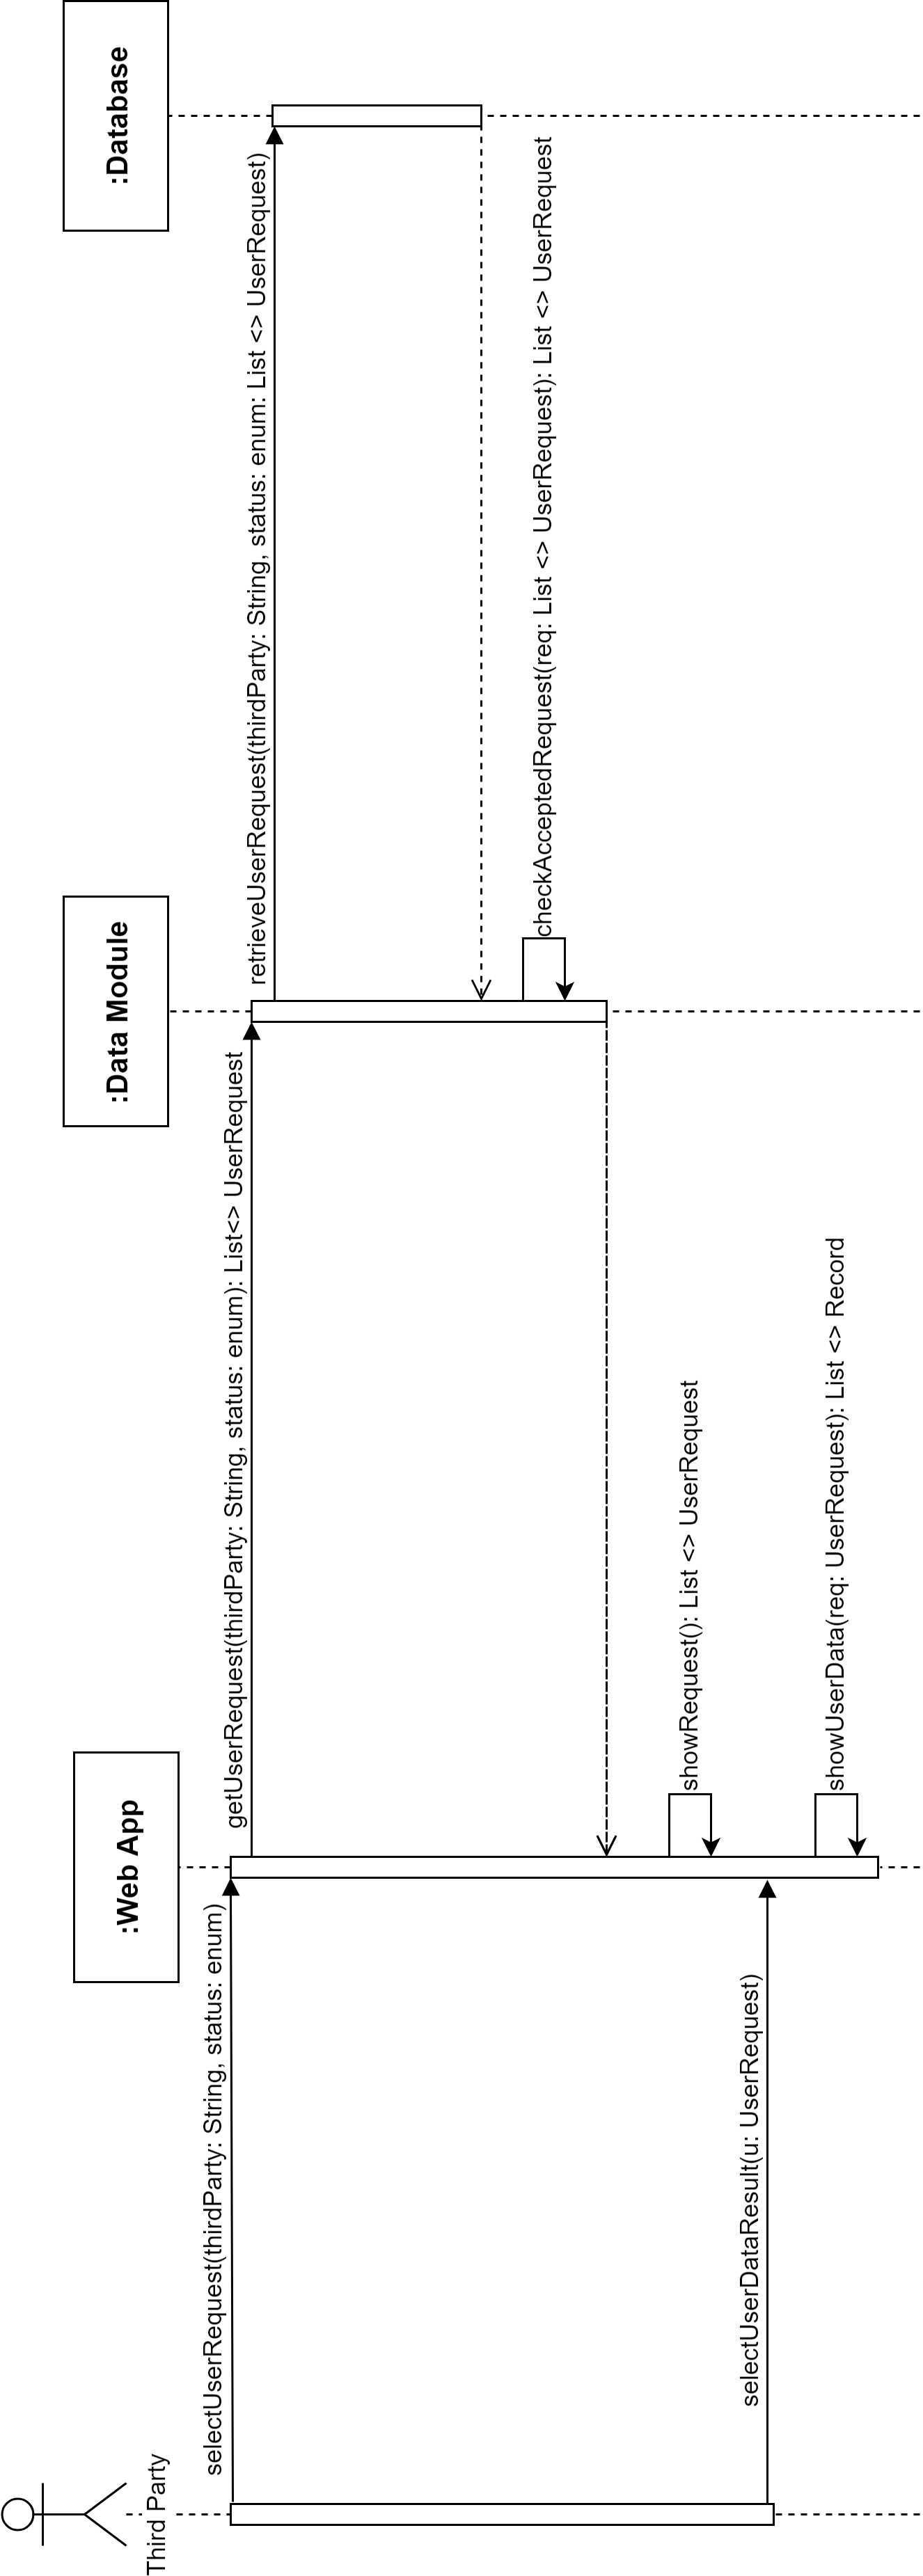 Third Party
:Web App
:Data Module
:Database
selectUserRequest(thirdParty: String, status: enum)
getUserRequest(thirdParty: String, status: enum): List<> UserRequest
retrieveUserRequest(thirdParty: String, status: enum: List <> UserRequest)
checkAcceptedRequest(req: List <> UserRequest): List <> UserRequest
showRequest(): List <> UserRequest
selectUserDataResult(u: UserRequest)
showUserData(req: UserRequest): List <> Record